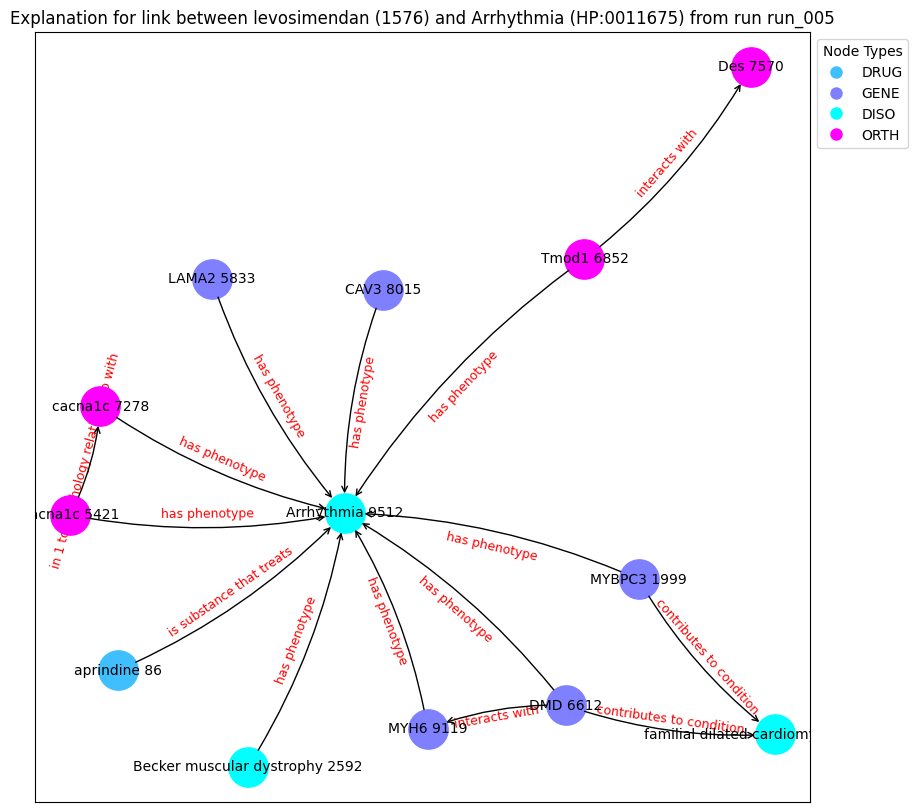 Explanation for link between levosimendan (1576) and Arrhythmia (HP:0011675) from run run_005
Node Types
DRUG
GENE
DISO
ORTH
Des 7570
interacts with
Tmod1 6852
LAMA2 5833
CAV3 8015
has phenotype
has phenotype
has phenotype
cacna1c 7278
has phenotype
in 1 to
nology relat
with
acna1c 5421
has phenotype
Arrhythmia 9512
has phenotype
MYBPC3 1999
is substance that treats
has phenotype
has phenotype
has phenotype
contributes to condition
aprindine 86
DMD 6612
interacts with
contributes to condition
MYH6 9119
familial dilated cardiom
Becker muscular dystrophy 2592